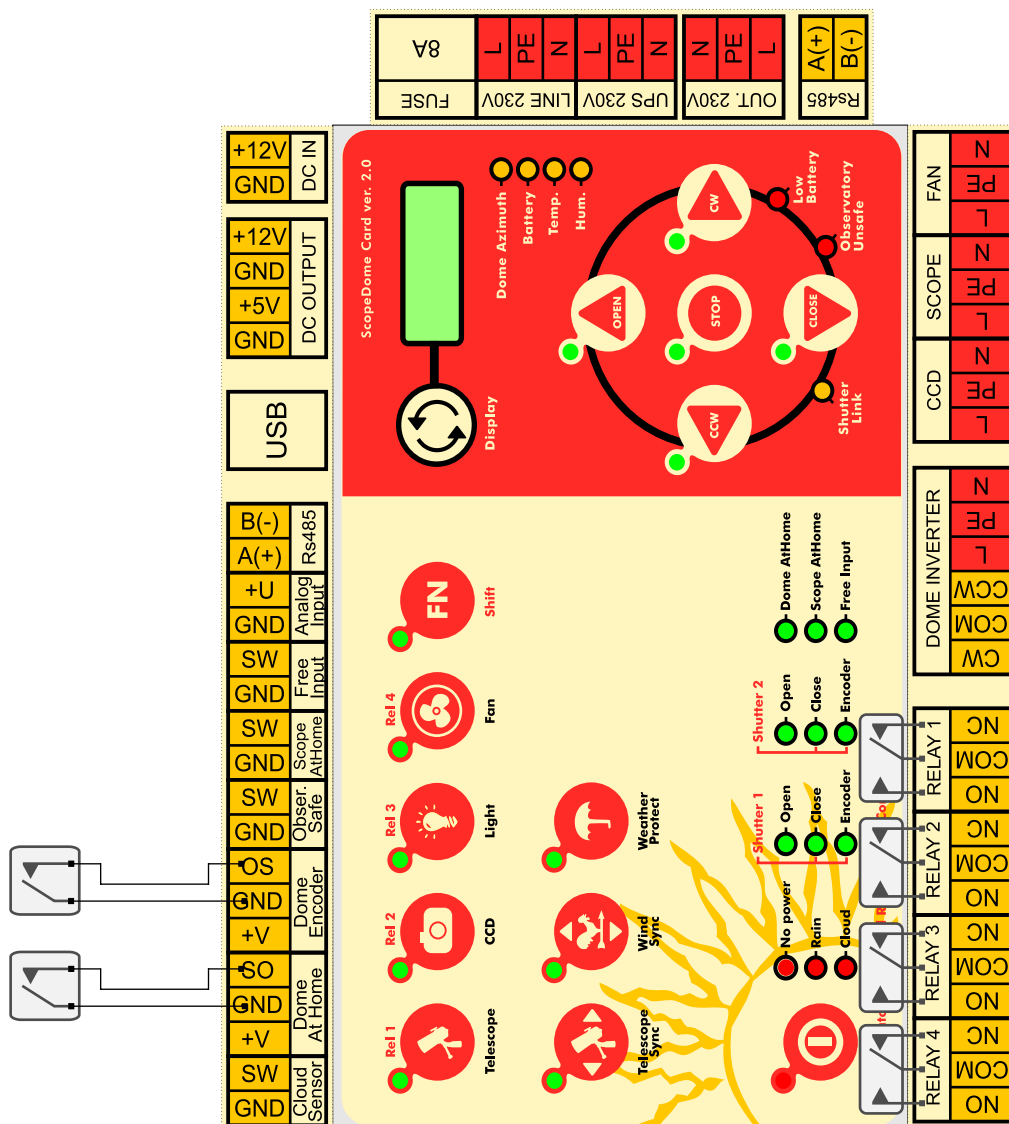 8A
L
PE
N
L
PE
N
N
PE
L
A(+)
B(-)
FUSE
LINE 230V
UPS 230V
OUT. 230V
Rs485
+12V
GND
DC IN
+12V
GND
+5V
GND
DC OUTPUT
USB
B(-)
A(+)
Rs485
+U
GND
Analog
Input
SW
GND
Free
Input
SW
GND
Scope
AtHome
SW
GND
Obser.
Safe
OS
GND
+V
Dome
Encoder
SO
GND
+V
Dome
At Home
SW
GND
Cloud
Sensor
ScopeDome Card ver. 2.0
Display
Dome Azimuth
Battery
Temp.
Hum.
CW
OPEN
STOP
CLOSE
CCW
Low
Battery
Observatory
Unsafe
Shutter
Link
FN
Shift
Rel 4
Fan
Rel 3
Light
Rel 2
CCD
Rel 1
Telescope
Weather
Protect
Wind
Sync
Telescope
Sync
Dome AtHome
Scope AtHome
Free Input
Shutter 2
Open
Close
Encoder
Shutter 1
Open
Close
Encoder
No power
Rain
Cloud
FAN
N
PE
L
SCOPE
N
PE
L
CCD
N
PE
L
DOME INVERTER
N
PE
L
CCW
COM
CW
RELAY 1
NC
COM
NO
RELAY 2
NC
COM
NO
RELAY 3
NC
COM
NO
RELAY 4
NC
COM
NO